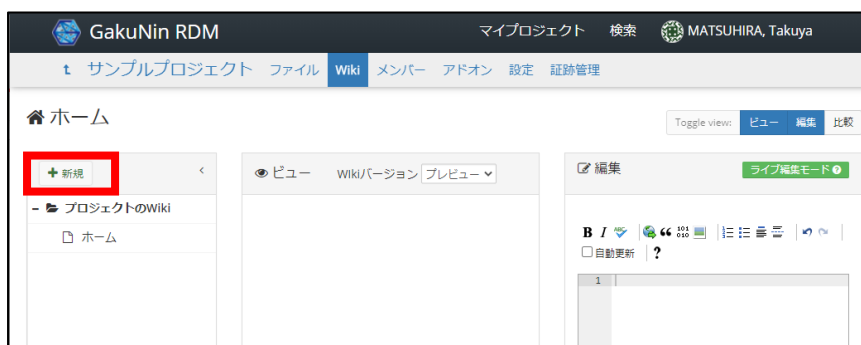 GakuNin RDM マイプロジェクト 検索 MATSUHIRA, Takuya
サンプルプロジェクト ファイル Wiki メンバー アドオン 設定 証跡管理
ホーム
Toggle view: ビュー 編集 比較
+ 新規
ビュー Wikiバージョン プレビュー
編集 ライブ編集モード
- プロジェクトのWiki
ホーム
B I ABC “ 101 010
自動更新 ?
1